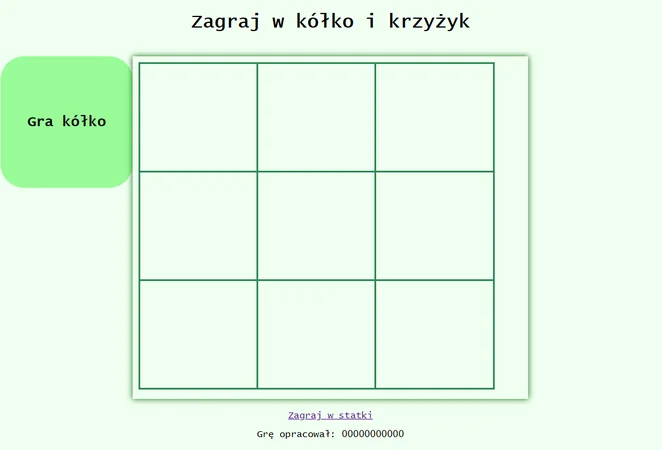 Zagraj w kółko i krzyżyk
Gra kółko
Zagraj w statki
Grę opracował: 00000000000